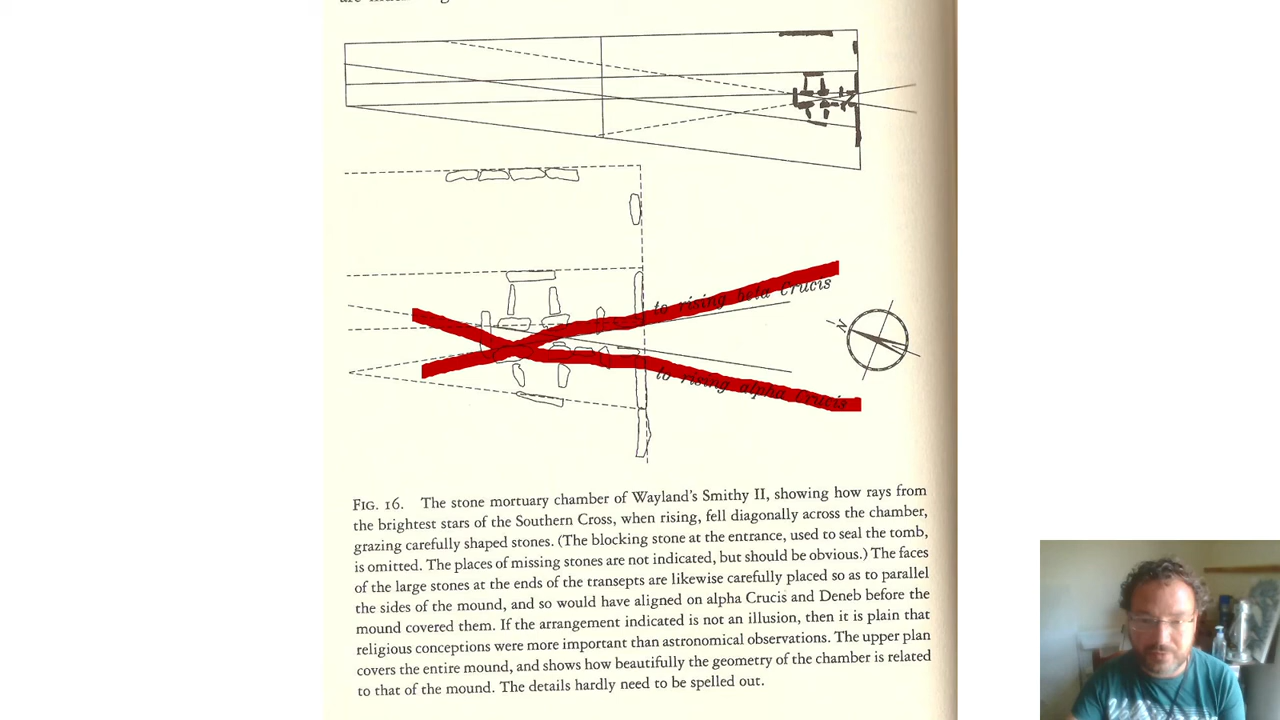 to rising beta Crucis
N
to rising alpha Crucis
FIG. 16. The stone mortuary chamber of Wayland's Smithy II, showing how rays from
the brightest stars of the Southern Cross, when rising, fell diagonally across the chamber,
grazing carefully shaped stones. (The blocking stone at the entrance, used to seal the tomb,
is omitted. The places of missing stones are not indicated, but should be obvious.) The faces
of the large stones at the ends of the transepts are likewise carefully placed so as to parallel
the sides of the mound, and so would have aligned on alpha Crucis and Deneb before the
mound covered them. If the arrangement indicated is not an illusion, then it is plain that
religious conceptions were more important than astronomical observations. The upper plan
covers the entire mound, and shows how beautifully the geometry of the chamber is related
to that of the mound. The details hardly need to be spelled out.